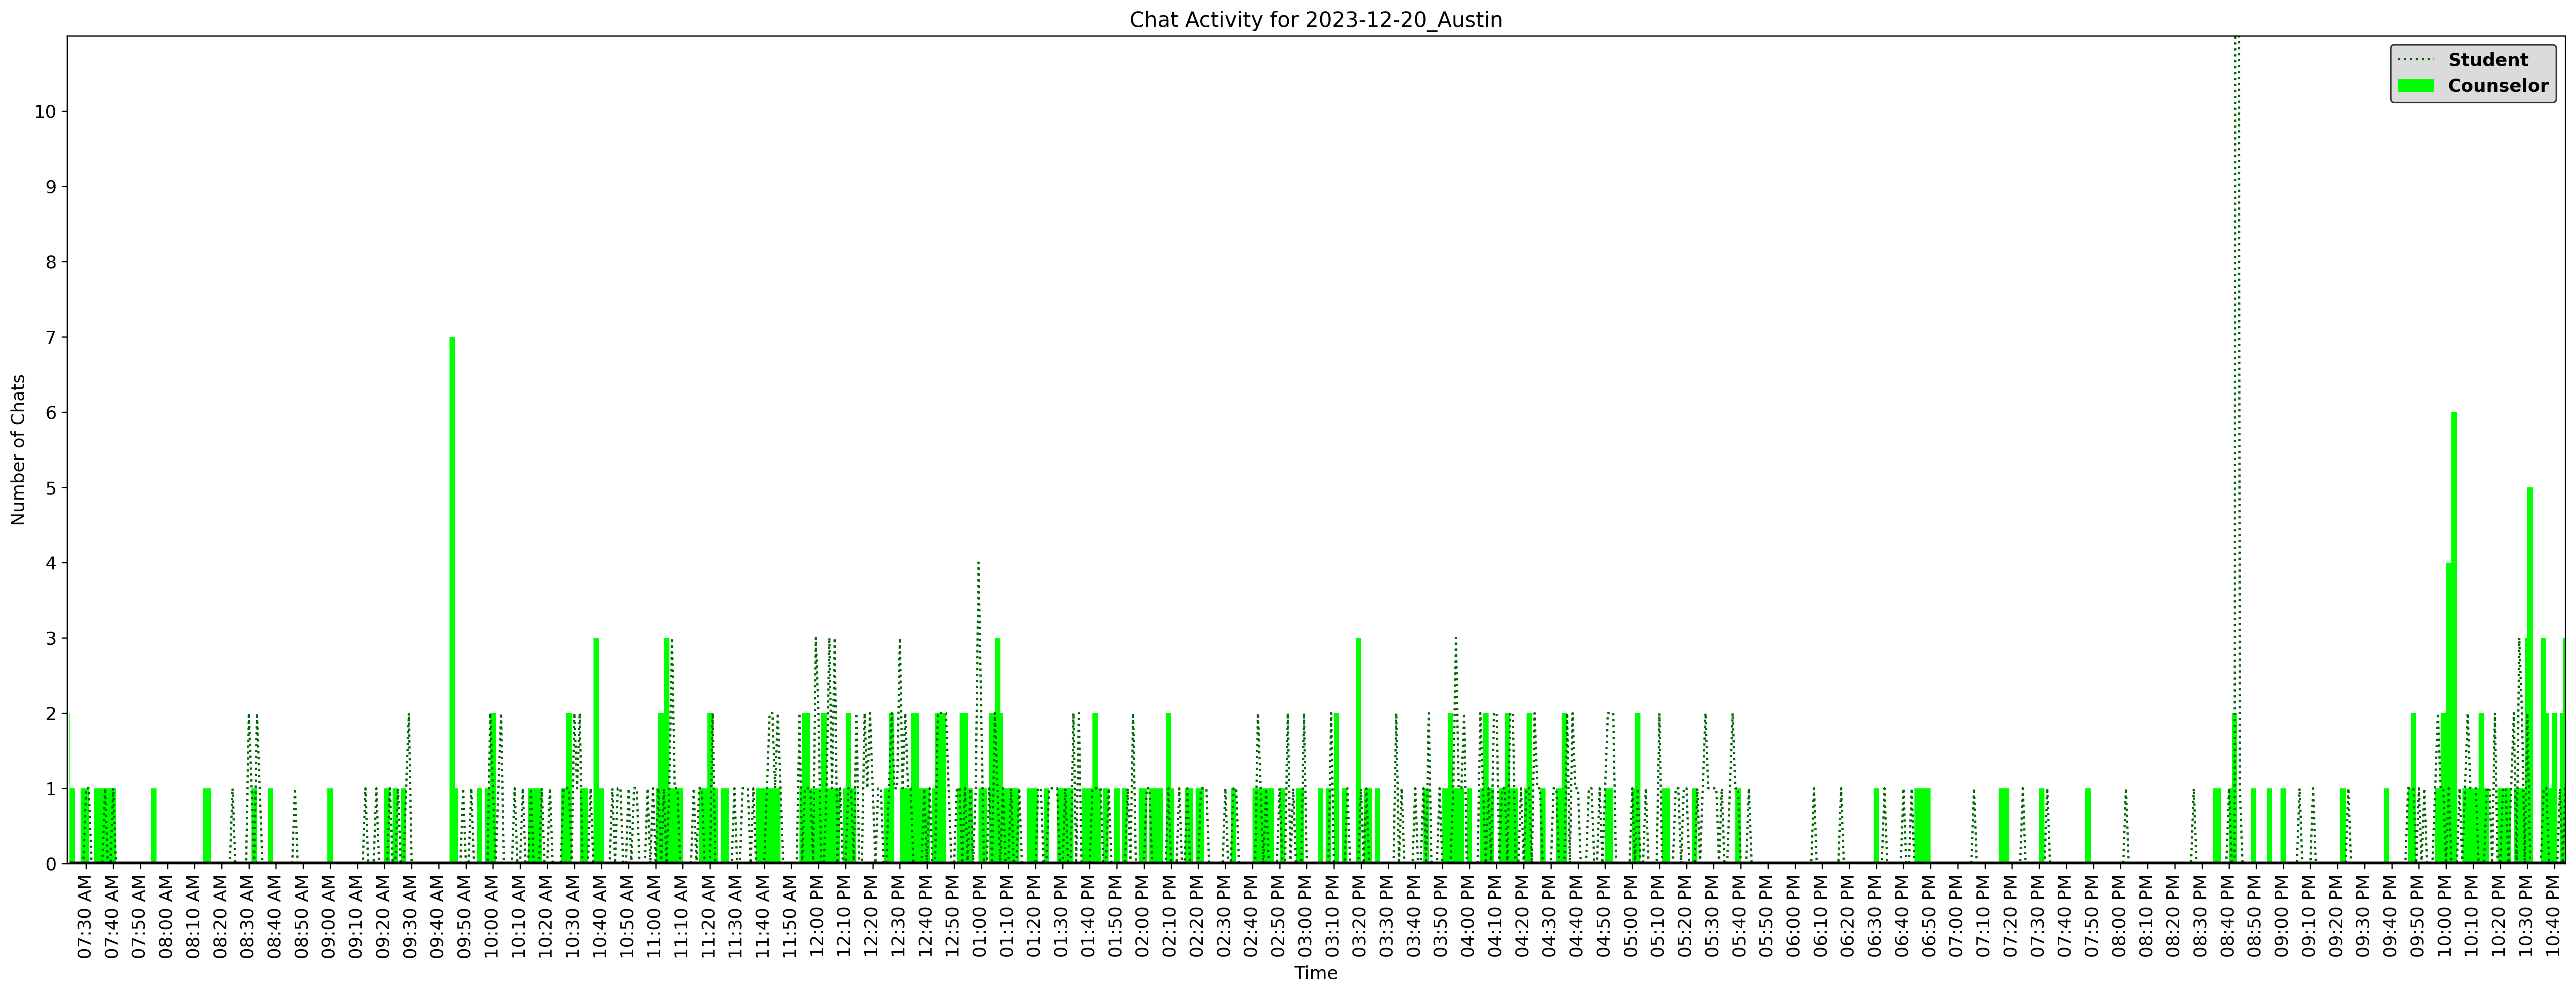 Chat Activity for 2023-12-20_Austin
Student
Counselor
Number of Chats
10
9
8
7
6
5
4
3
2
1
0
07:30 AM
07:40 AM
07:50 AM
08:00 AM
08:10 AM
08:20 AM
08:30 AM
08:40 AM
08:50 AM
09:00 AM
09:10 AM
09:20 AM
09:30 AM
09:40 AM
09:50 AM
10:00 AM
10:10 AM
10:20 AM
10:30 AM
10:40 AM
10:50 AM
11:00 AM
11:10 AM
11:20 AM
11:30 AM
11:40 AM
11:50 AM
12:00 PM
12:10 PM
12:20 PM
12:30 PM
12:40 PM
12:50 PM
01:00 PM
01:10 PM
01:20 PM
01:30 PM
01:40 PM
01:50 PM
02:00 PM
02:10 PM
02:20 PM
02:30 PM
02:40 PM
02:50 PM
03:00 PM
03:10 PM
03:20 PM
03:30 PM
03:40 PM
03:50 PM
04:00 PM
04:10 PM
04:20 PM
04:30 PM
04:40 PM
04:50 PM
05:00 PM
05:10 PM
05:20 PM
05:30 PM
05:40 PM
05:50 PM
06:00 PM
06:10 PM
06:20 PM
06:30 PM
06:40 PM
06:50 PM
07:00 PM
07:10 PM
07:20 PM
07:30 PM
07:40 PM
07:50 PM
08:00 PM
08:10 PM
08:20 PM
08:30 PM
08:40 PM
08:50 PM
09:00 PM
09:10 PM
09:20 PM
09:30 PM
09:40 PM
09:50 PM
10:00 PM
10:10 PM
10:20 PM
10:30 PM
10:40 PM
Time